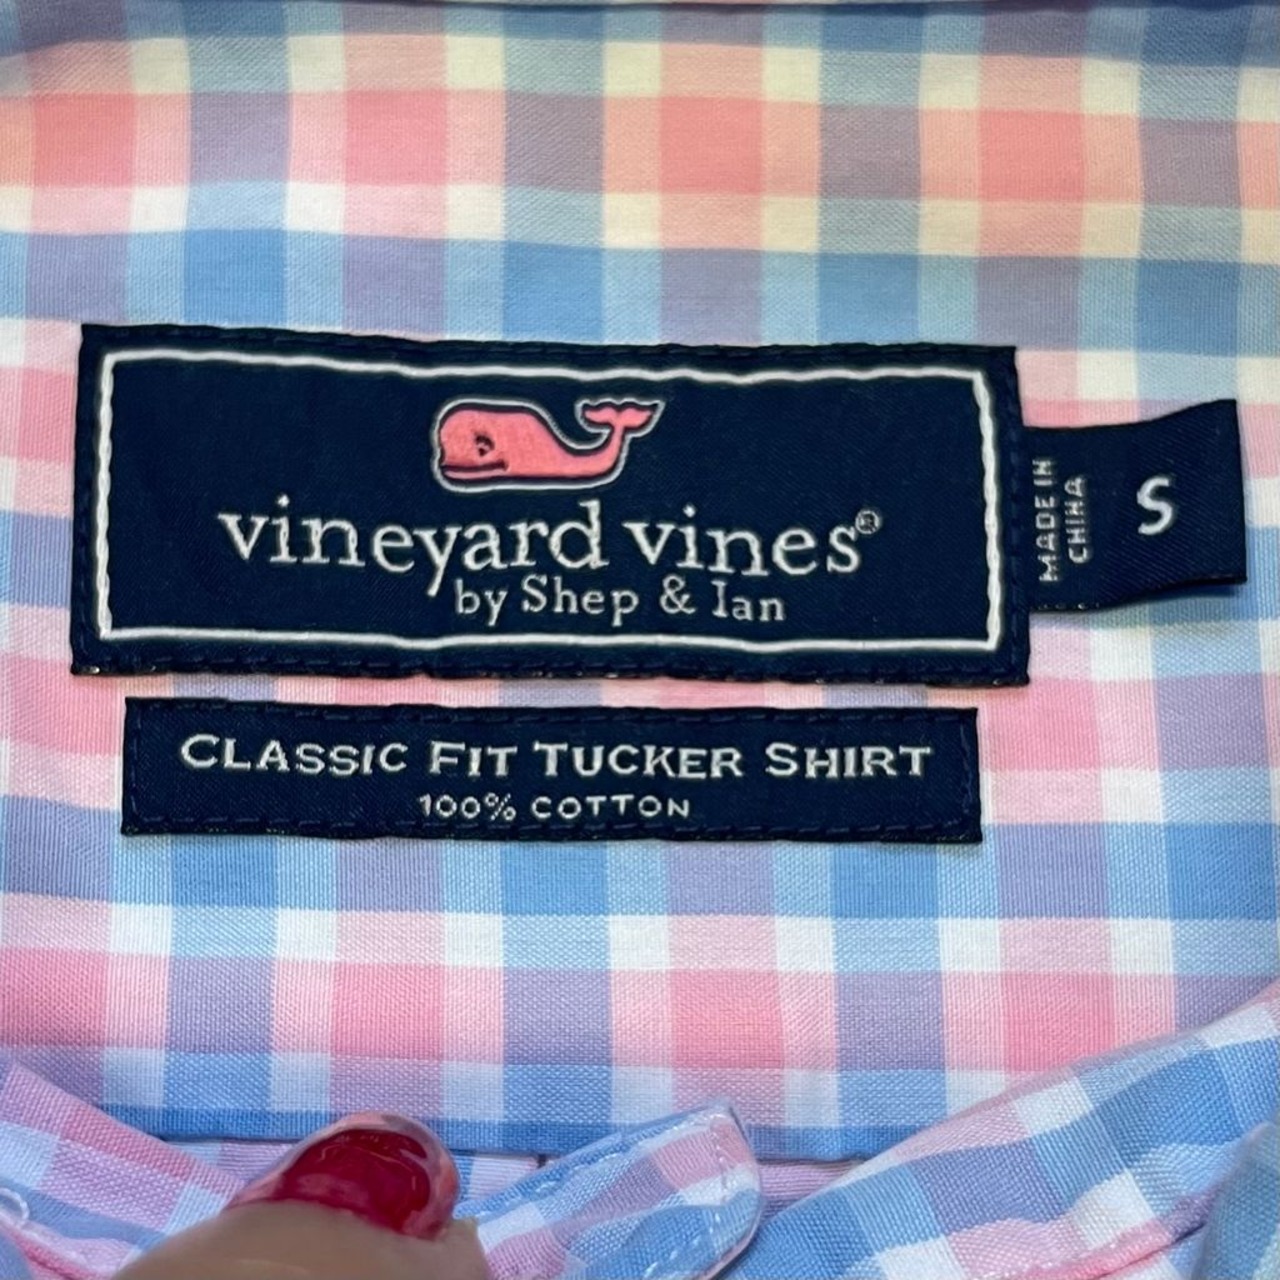 vineyard vines®
by Shep & Ian
MADE IN
CHINA
S
CLASSIC FIT TUCKER SHIRT
100% COTTON